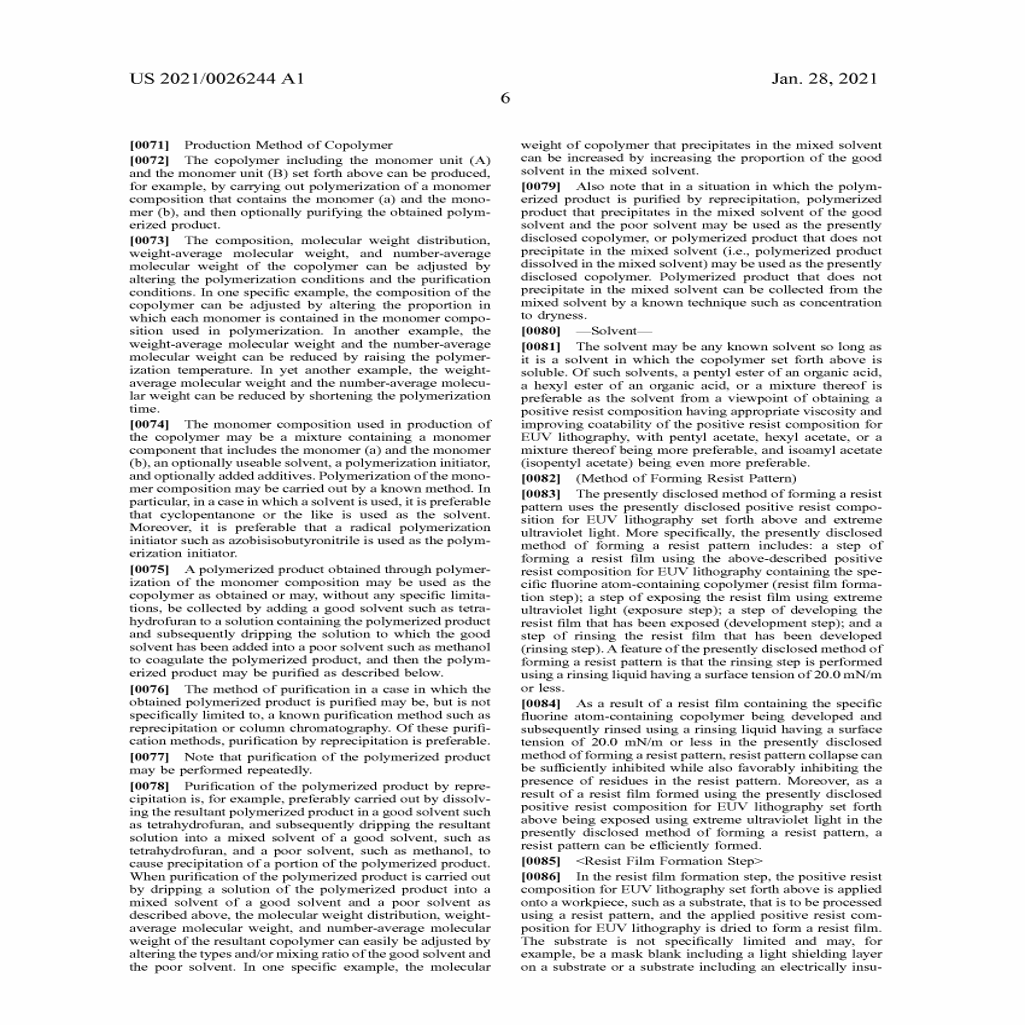 US 2021/0026244 A1
Jan. 28, 2021
6
[0071] Production Method of Copolymer
[0072] The copolymer including the monomer unit (A)
and the monomer unit (B) set forth above can be produced,
for example, by carrying out polymerization of a monomer
composition that contains the monomer (a) and the mono-
mer (b), and then optionally purifying the obtained polym-
erized product.
[0073] The composition, molecular weight distribution,
weight-average molecular weight, and number-average
molecular weight of the copolymer can be adjusted by
altering the polymerization conditions and the purification
conditions. In one specific example, the composition of the
copolymer can be adjusted by altering the proportion in
which each monomer is contained in the monomer compo-
sition used in polymerization. In another example, the
weight-average molecular weight and the number-average
molecular weight can be reduced by raising the polymer-
ization temperature. In yet another example, the weight-
average molecular weight and the number-average molecu-
lar weight can be reduced by shortening the polymerization
time.
[0074] The monomer composition used in production of
the copolymer may be a mixture containing a monomer
component that includes the monomer (a) and the monomer
(b), an optionally useable solvent, a polymerization initiator,
and optionally added additives. Polymerization of the mono-
mer composition may be carried out by a known method. In
particular, in a case in which a solvent is used, it is preferable
that cyclopentanone or the like is used as the solvent.
Moreover, it is preferable that a radical polymerization
initiator such as azobisisobutyronitrile is used as the polym-
erization initiator.
[0075] A polymerized product obtained through polymer-
ization of the monomer composition may be used as the
copolymer as obtained or may, without any specific limita-
tions, be collected by adding a good solvent such as tetra-
hydrofuran to a solution containing the polymerized product
and subsequently dripping the solution to which the good
solvent has been added into a poor solvent such as methanol
to coagulate the polymerized product, and then the polym-
erized product may be purified as described below.
[0076] The method of purification in a case in which the
obtained polymerized product is purified may be, but is not
specifically limited to, a known purification method such as
reprecipitation or column chromatography. Of these purifi-
cation methods, purification by reprecipitation is preferable.
[0077] Note that purification of the polymerized product
may be performed repeatedly.
[0078] Purification of the polymerized product by repre-
cipitation is, for example, preferably carried out by dissolv-
ing the resultant polymerized product in a good solvent such
as tetrahydrofuran, and subsequently dripping the resultant
solution into a mixed solvent of a good solvent, such as
tetrahydrofuran, and a poor solvent, such as methanol, to
cause precipitation of a portion of the polymerized product.
When purification of the polymerized product is carried out
by dripping a solution of the polymerized product into a
mixed solvent of a good solvent and a poor solvent as
described above, the molecular weight distribution, weight-
average molecular weight, and number-average molecular
weight of the resultant copolymer can easily be adjusted by
altering the types and/or mixing ratio of the good solvent and
the poor solvent. In one specific example, the molecular
weight of copolymer that precipitates in the mixed solvent
can be increased by increasing the proportion of the good
solvent in the mixed solvent.
[0079] Also note that in a situation in which the polym-
erized product is purified by reprecipitation, polymerized
product that precipitates in the mixed solvent of the good
solvent and the poor solvent may be used as the presently
disclosed copolymer, or polymerized product that does not
precipitate in the mixed solvent (i.e., polymerized product
dissolved in the mixed solvent) may be used as the presently
disclosed copolymer. Polymerized product that does not
precipitate in the mixed solvent can be collected from the
mixed solvent by a known technique such as concentration
to dryness.
[0080] —Solvent—
[0081] The solvent may be any known solvent so long as
it is a solvent in which the copolymer set forth above is
soluble. Of such solvents, a pentyl ester of an organic acid,
a hexyl ester of an organic acid, or a mixture thereof is
preferable as the solvent from a viewpoint of obtaining a
positive resist composition having appropriate viscosity and
improving coatability of the positive resist composition for
EUV lithography, with pentyl acetate, hexyl acetate, or a
mixture thereof being more preferable, and isoamyl acetate
(isopentyl acetate) being even more preferable.
[0082] (Method of Forming Resist Pattern)
[0083] The presently disclosed method of forming a resist
pattern uses the presently disclosed positive resist compo-
sition for EUV lithography set forth above and extreme
ultraviolet light. More specifically, the presently disclosed
method of forming a resist pattern includes: a step of
forming a resist film using the above-described positive
resist composition for EUV lithography containing the spe-
cific fluorine atom-containing copolymer (resist film forma-
tion step); a step of exposing the resist film using extreme
ultraviolet light (exposure step); a step of developing the
resist film that has been exposed (development step); and a
step of rinsing the resist film that has been developed
(rinsing step). A feature of the presently disclosed method of
forming a resist pattern is that the rinsing step is performed
using a rinsing liquid having a surface tension of 20.0 mN/m
or less.
[0084] As a result of a resist film containing the specific
fluorine atom-containing copolymer being developed and
subsequently rinsed using a rinsing liquid having a surface
tension of 20.0 mN/m or less in the presently disclosed
method of forming a resist pattern, resist pattern collapse can
be sufficiently inhibited while also favorably inhibiting the
presence of residues in the resist pattern. Moreover, as a
result of a resist film formed using the presently disclosed
positive resist composition for EUV lithography set forth
above being exposed using extreme ultraviolet light in the
presently disclosed method of forming a resist pattern, a
resist pattern can be efficiently formed.
[0085] &lt;Resist Film Formation Step&gt;
[0086] In the resist film formation step, the positive resist
composition for EUV lithography set forth above is applied
onto a workpiece, such as a substrate, that is to be processed
using a resist pattern, and the applied positive resist com-
position for EUV lithography is dried to form a resist film.
The substrate is not specifically limited and may, for
example, be a mask blank including a light shielding layer
on a substrate or a substrate including an electrically insu-